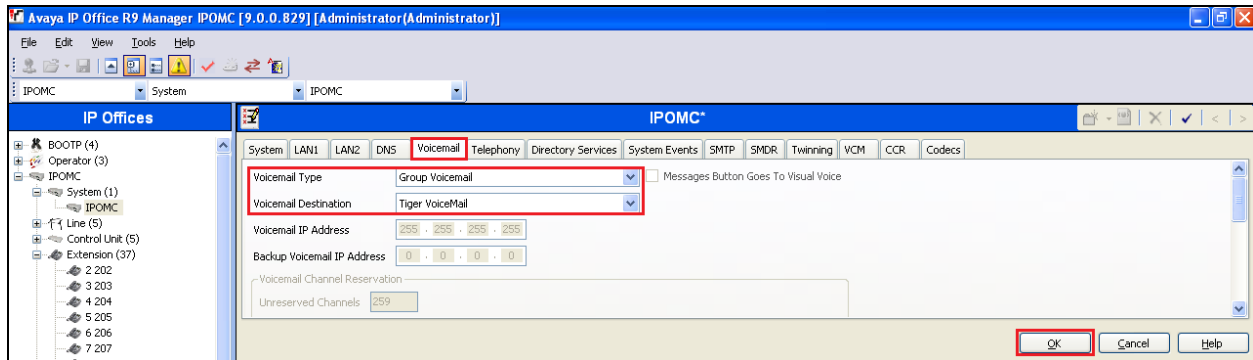 Avaya IP Office R9 Manager IPOMC [9.0.0.829] [Administrator(Administrator)]
File Edit View Tools Help
IPOMC System IPOMC
IP Offices
IPOMC*
BOOTP (4)
Operator (3)
IPOMC
System (1)
IPOMC
Line (5)
Control Unit (5)
Extension (37)
2 202
3 203
4 204
5 205
6 206
7 207
System LAN1 LAN2 DNS Voicemail Telephony Directory Services System Events SMTP SMDR Twinning VCM CCR Codecs
Voicemail Type Group Voicemail Messages Button Goes To Visual Voice
Voicemail Destination Tiger VoiceMail
Voicemail IP Address 255 . 255 . 255 . 255
Backup Voicemail IP Address 0 . 0 . 0 . 0
Voicemail Channel Reservation
Unreserved Channels 259
OK Cancel Help